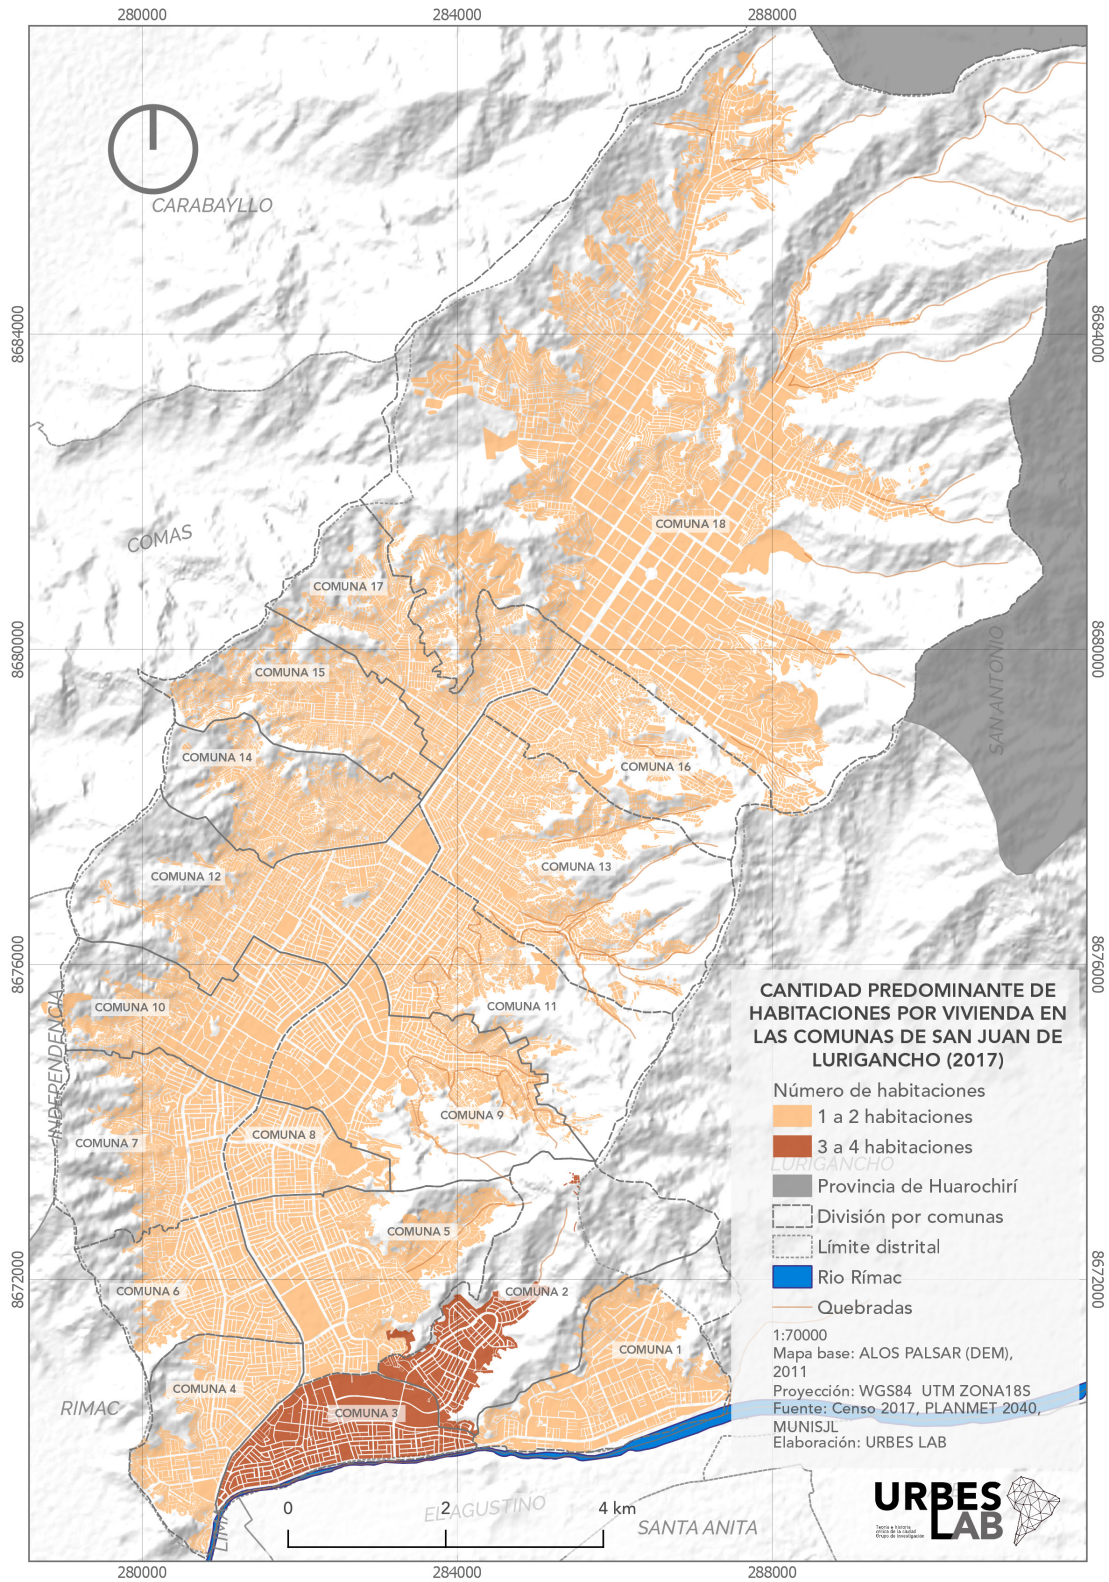 280000
284000
288000
CARABAYLLO
8684000
8684000
COMUNA 18
COMAS
COMUNA 17
8680000
8680000
SAN ANTONIO
COMUNA 15
COMUNA 14
COMUNA 16
COMUNA 13
COMUNA 12
8676000
8676000
COMUNA 10
COMUNA 11
INDEPENDENCIA
COMUNA 9
COMUNA 8
COMUNA 7
COMUNA 5
8672000
8672000
COMUNA 6
COMUNA 2
COMUNA 1
COMUNA 4
COMUNA 3
RIMAC
EL AGUSTINO
SANTA ANITA
CANTIDAD PREDOMINANTE DE
HABITACIONES POR VIVIENDA EN
LAS COMUNAS DE SAN JUAN DE
LURIGANCHO (2017)
Número de habitaciones
1 a 2 habitaciones
3 a 4 habitaciones
LURIGANCHO
Provincia de Huarochirí
División por comunas
Límite distrital
Rio Rímac
Quebradas
1:70000
Mapa base: ALOS PALSAR (DEM),
2011
Proyección: WGS84 UTM ZONA18S
Fuente: Censo 2017, PLANMET 2040,
MUNISJL
Elaboración: URBES LAB
0 2 4 km
URBES
LAB
280000
284000
288000